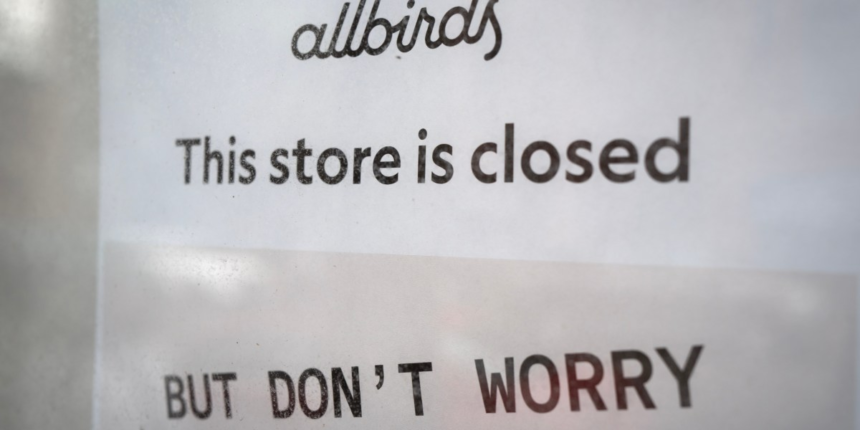 allbirds
This store is closed
BUT DON'T WORRY